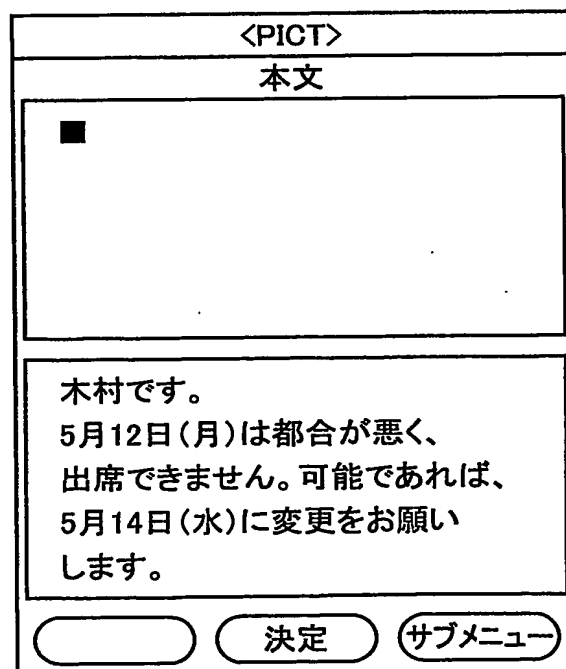 <PICT>
本文
木村です。
5月12日(月)は都合が悪く、
出席できません。可能であれば、
5月14日(水)に変更をお願い
します。
決定
サブメニュー